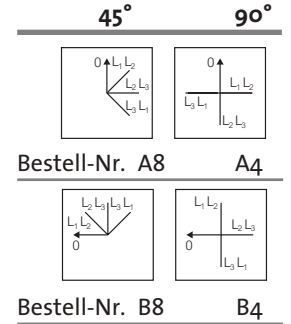 45° 90°
0 L₁ L₂ 0
L₂ L₃ L₁ L₂
L₃ L₁ L₃ L₁
L₂ L₃
Bestell-Nr. A8 A4
L₂ L₃ L₃ L₁ L₁ L₂
L₁ L₂ L₂ L₃
0 0
L₃ L₁
Bestell-Nr. B8 B4